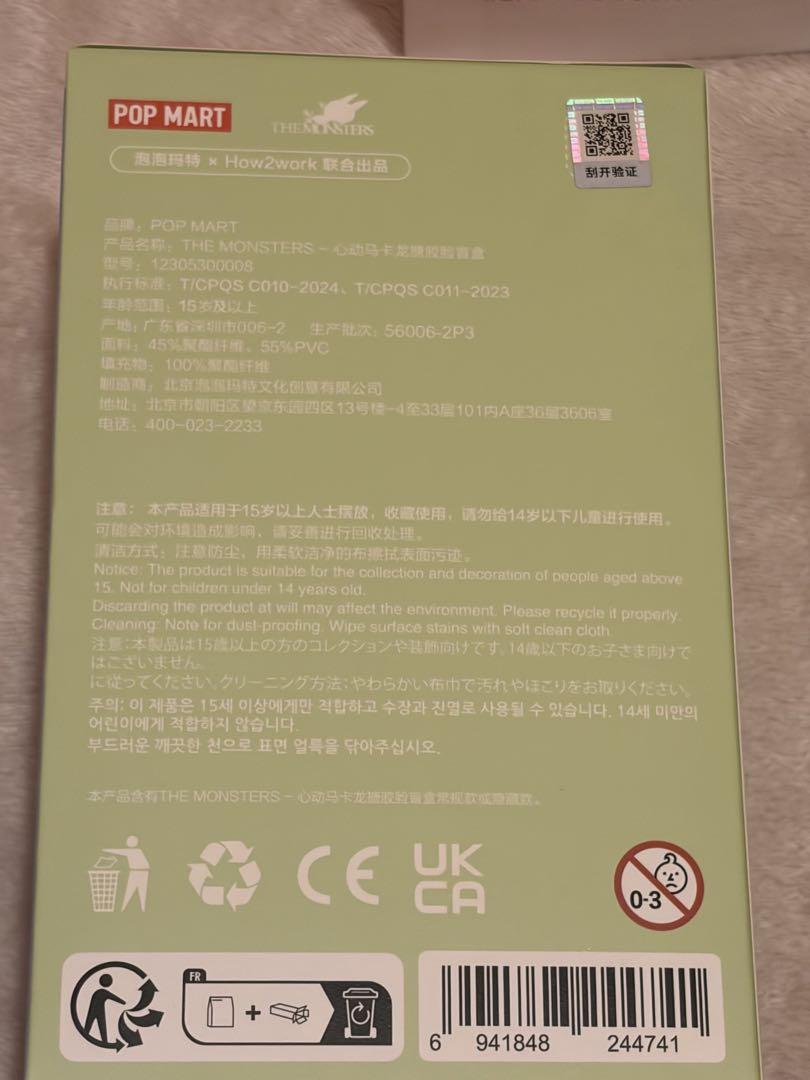 POP MART
THE MONSTERS
泡泡玛特 × How2work 联合出品
刮开验证
品牌：POP MART
产品名称：THE MONSTERS – 心动马卡龙搪胶脸盲盒
型号：12305300008
执行标准：T/CPQS C010-2024、T/CPQS C011-2023
年龄范围：15岁及以上
产地：广东省深圳市006-2 生产批次：56006-2P3
面料：45%聚酯纤维、55%PVC
填充物：100%聚酯纤维
制造商：北京泡泡玛特文化创意有限公司
地址：北京市朝阳区望京东园四区13号楼-4至33层101内A座36层3606室
电话：400-023-2233
注意：本产品适用于15岁以上人士摆放，收藏使用，请勿给14岁以下儿童进行使用。
可能会对环境造成影响，请妥善进行回收处理。
清洁方式：注意防尘，用柔软洁净的布擦拭表面污迹。
Notice: The product is suitable for the collection and decoration of people aged above
15. Not for children under 14 years old.
Discarding the product at will may affect the environment. Please recycle it properly.
Cleaning: Note for dust-proofing. Wipe surface stains with soft clean cloth.
注意：本製品は15歳以上の方のコレクションや装飾向けです。14歳以下のお子さま向けで
はございません。
に従ってください。クリーニング方法：やわらかい布巾で汚れやほこりをお取りください。
주의: 이 제품은 15세 이상에게만 적합하고 수장과 진열로 사용될 수 있습니다. 14세 미만의
어린이에게 적합하지 않습니다.
부드러운 깨끗한 천으로 표면 얼룩을 닦아주십시오.
本产品含有THE MONSTERS – 心动马卡龙搪胶脸盲盒常规款或隐藏款。
CE
UK
CA
0-3
FR
6 941848 244741